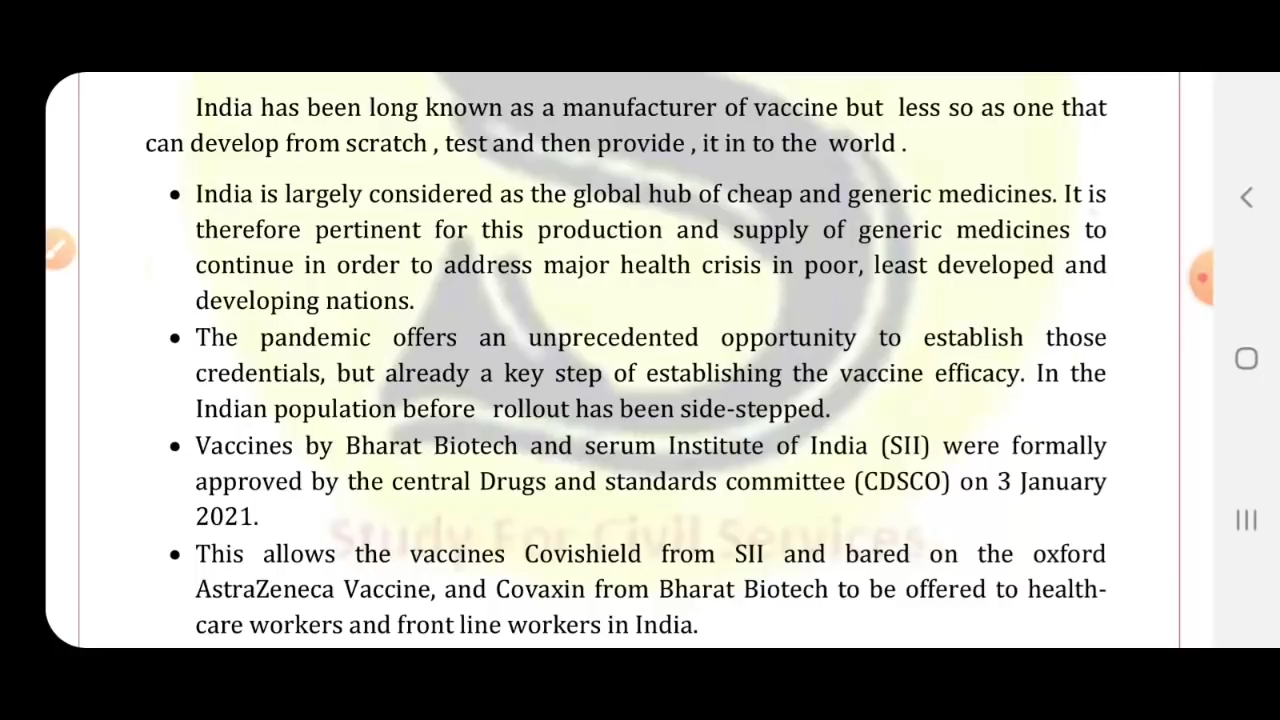 India has been long known as a manufacturer of vaccine but less so as one that
can develop from scratch , test and then provide , it in to the world .
• India is largely considered as the global hub of cheap and generic medicines. It is
therefore pertinent for this production and supply of generic medicines to
continue in order to address major health crisis in poor, least developed and
developing nations.
• The pandemic offers an unprecedented opportunity to establish those
credentials, but already a key step of establishing the vaccine efficacy. In the
Indian population before rollout has been side-stepped.
• Vaccines by Bharat Biotech and serum Institute of India (SII) were formally
approved by the central Drugs and standards committee (CDSCO) on 3 January
2021.
Study For Civil Services
• This allows the vaccines Covishield from SII and bared on the oxford
AstraZeneca Vaccine, and Covaxin from Bharat Biotech to be offered to health-
care workers and front line workers in India.